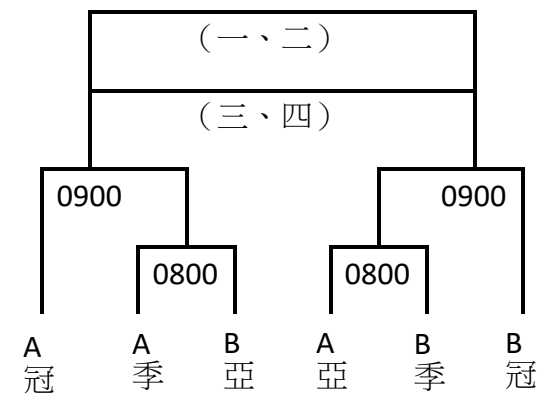 （一、二）
（三、四）
0900 0900
0800 0800
A A B A B B
冠 季 亞 亞 季 冠